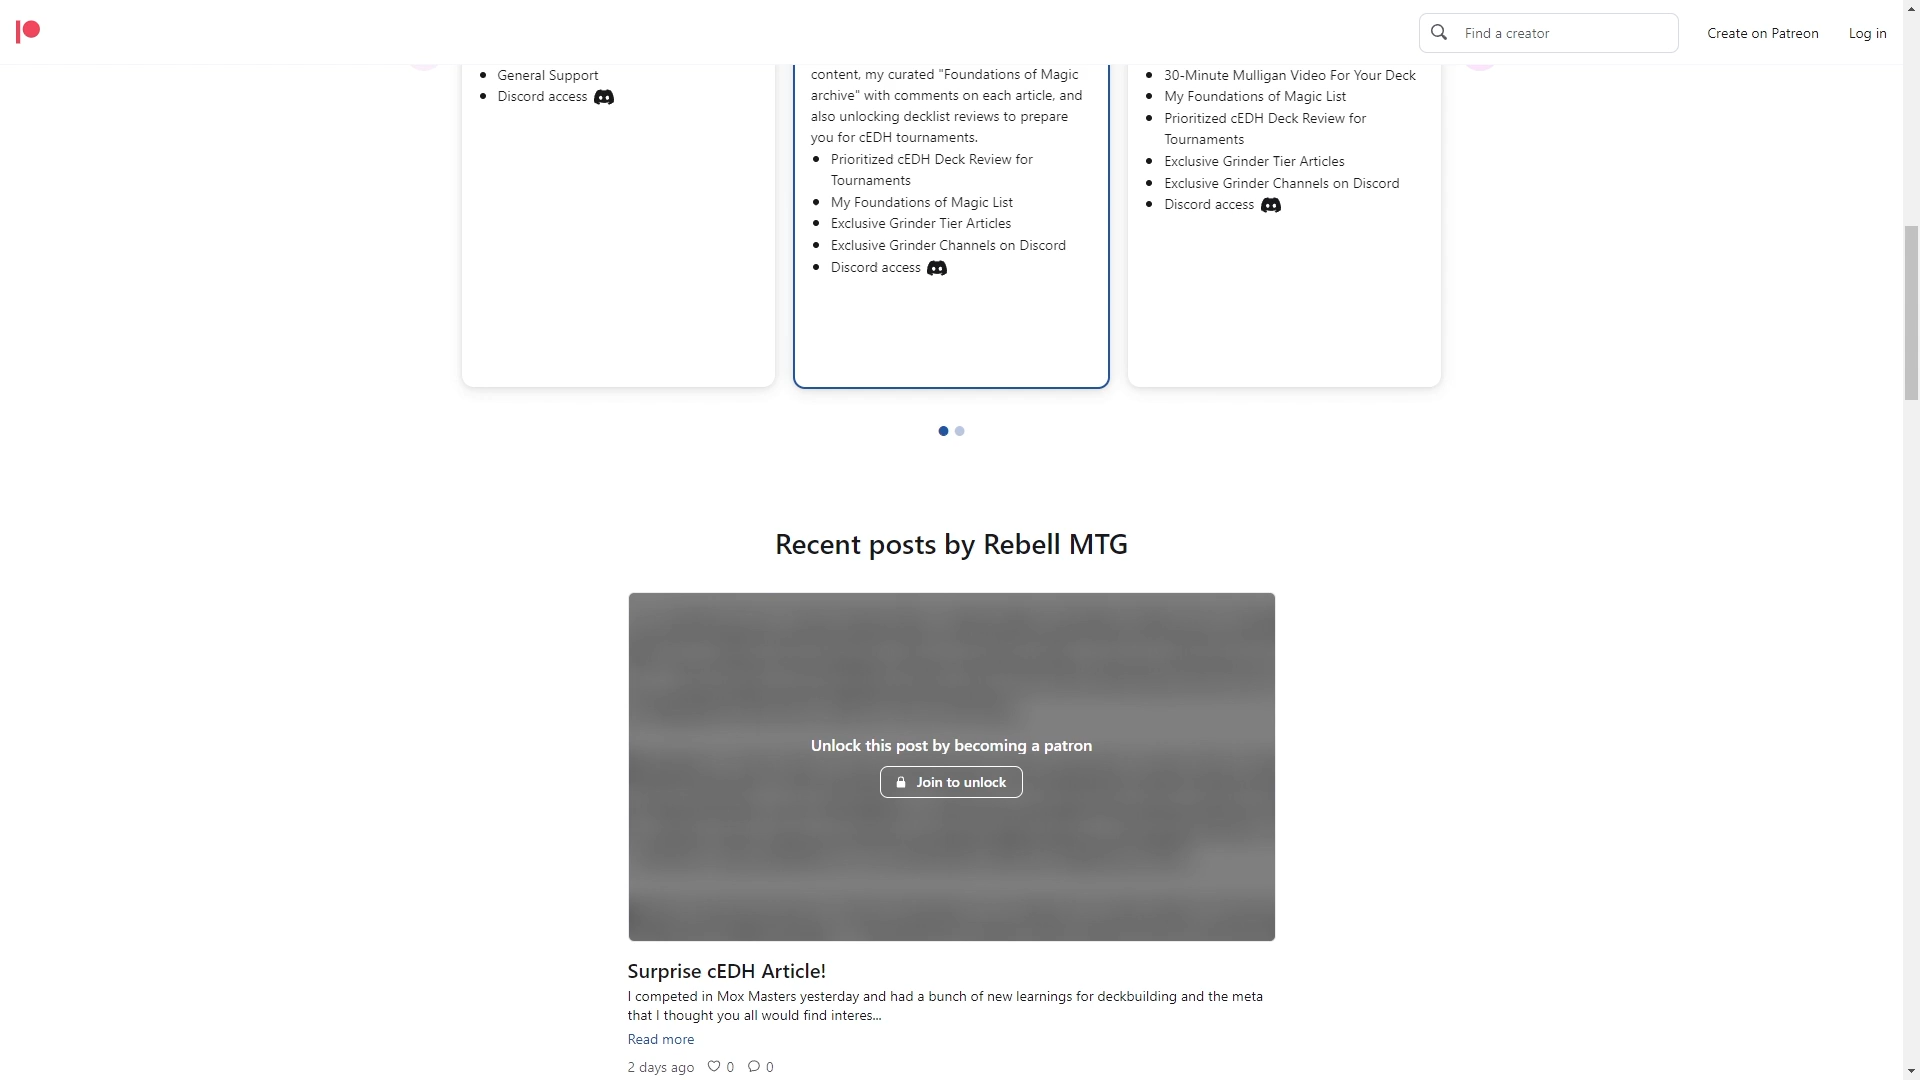 Find a creator
Create on Patreon
Log in
General Support
Discord access
content, my curated "Foundations of Magic
archive" with comments on each article, and
also unlocking decklist reviews to prepare
you for cEDH tournaments.
Prioritized cEDH Deck Review for
Tournaments
My Foundations of Magic List
Exclusive Grinder Tier Articles
Exclusive Grinder Channels on Discord
Discord access
30-Minute Mulligan Video For Your Deck
My Foundations of Magic List
Prioritized cEDH Deck Review for
Tournaments
Exclusive Grinder Tier Articles
Exclusive Grinder Channels on Discord
Discord access
Recent posts by Rebell MTG
Unlock this post by becoming a patron
Join to unlock
Surprise cEDH Article!
I competed in Mox Masters yesterday and had a bunch of new learnings for deckbuilding and the meta
that I thought you all would find interes...
Read more
2 days ago 0 0